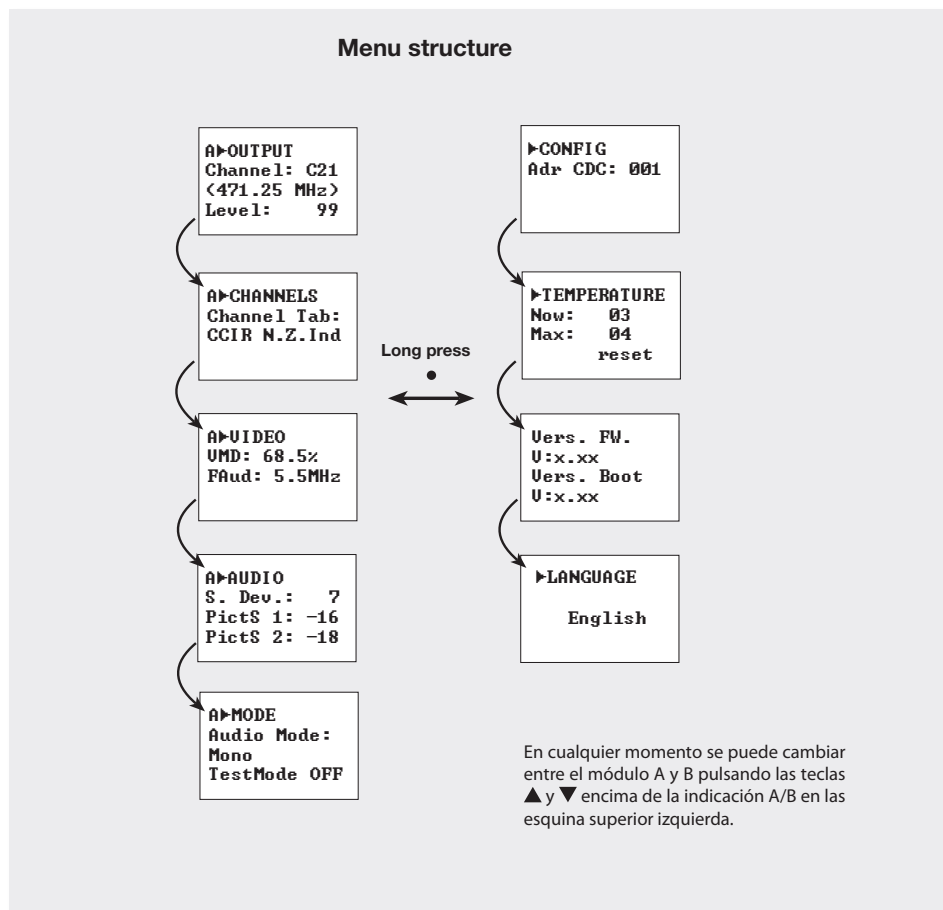 Menu structure
A►OUTPUT
Channel: C21
(471.25 MHz)
Level: 99
A►CHANNELS
Channel Tab:
CCIR N.Z.Ind
A►VIDEO
VMD: 68.5%
FAud: 5.5MHz
A►AUDIO
S. Dev.: 7
PictS 1: -16
PictS 2: -18
A►MODE
Audio Mode:
Mono
TestMode OFF
Long press
►CONFIG
Adr CDC: 001
►TEMPERATURE
Now: 03
Max: 04
reset
Vers. FW.
V:x.xx
Vers. Boot
V:x.xx
►LANGUAGE
English
En cualquier momento se puede cambiar
entre el módulo A y B pulsando las teclas
▲ y ▼ encima de la indicación A/B en las
esquina superior izquierda.